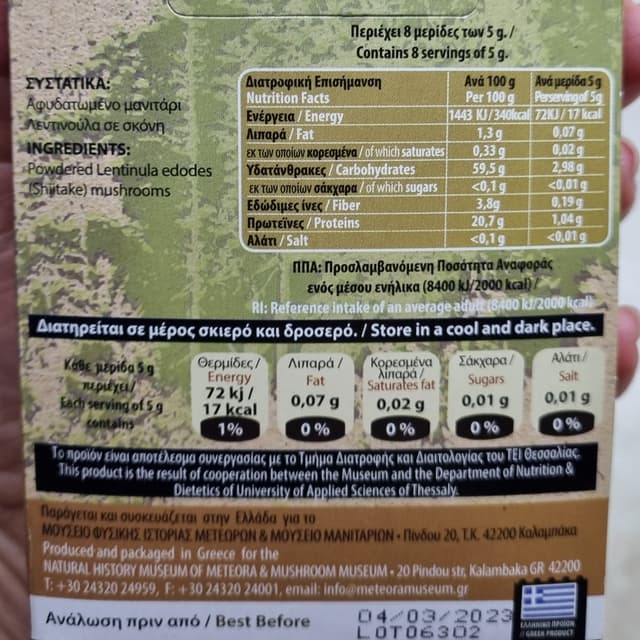 Περιέχει 8 μερίδες των 5 g. /
Contains 8 servings of 5 g.
ΣΥΣΤΑΤΙΚΑ:
Αφυδατωμένο μανιτάρι
Λεντινούλα σε σκόνη
INGREDIENTS:
Powdered Lentinula edodes
(Shiitake) mushrooms
Διατροφική Επισήμανση Ανά 100 g Ανά μερίδα 5 g
Nutrition Facts Per 100 g Per serving of 5g
Ενέργεια / Energy 1443 KJ/340kcal 72KJ / 17 kcal
Λιπαρά / Fat 1,3 g 0,07 g
εκ των οποίων κορεσμένα / of which saturates 0,33 g 0,02 g
Υδατάνθρακες / Carbohydrates 59,5 g 2,98 g
εκ των οποίων σάκχαρα / of which sugars <0,1 g <0,01 g
Εδώδιμες ίνες / Fiber 3,8g 0,19 g
Πρωτεϊνες / Proteins 20,7 g 1,04 g
Αλάτι / Salt <0,1 g <0,01 g
ΠΠΑ: Προσλαμβανόμενη Ποσότητα Αναφοράς
ενός μέσου ενήλικα (8400 kJ/2000 kcal) /
RI: Reference intake of an average adult (8400 kJ/2000 kcal)
Διατηρείται σε μέρος σκιερό και δροσερό. / Store in a cool and dark place.
Κάθε μερίδα 5 g
περιέχει /
Each serving of 5 g
contains
Θερμίδες /
Energy
72 kj /
17 kcal
1%
Λιπαρά /
Fat
0,07 g
0 %
Κορεσμένα
λιπαρά /
Saturates fat
0,02 g
0 %
Σάκχαρα /
Sugars
0,01 g
0 %
Αλάτι /
Salt
0,01 g
0 %
Το προϊόν είναι αποτέλεσμα συνεργασίας με το Τμήμα Διατροφής και Διαιτολογίας του ΤΕΙ Θεσσαλίας.
This product is the result of cooperation between the Museum and the Department of Nutrition &
Dietetics of University of Applied Sciences of Thessaly.
Παράγεται και συσκευάζεται στην Ελλάδα για το
ΜΟΥΣΕΙΟ ΦΥΣΙΚΗΣ ΙΣΤΟΡΙΑΣ ΜΕΤΕΩΡΩΝ & ΜΟΥΣΕΙΟ ΜΑΝΙΤΑΡΙΩΝ • Πίνδου 20, Τ.Κ. 42200 Καλαμπάκα
Produced and packaged in Greece for the
NATURAL HISTORY MUSEUM OF METEORA & MUSHROOM MUSEUM • 20 Pindou str, Kalambaka GR 42200
T: +30 24320 24959, F: +30 24320 24001, email: info@meteoramuseum.gr
Ανάλωση πριν από / Best Before 04/03/2023
LOT06302
ΕΛΛΗΝΙΚΟ ΠΡΟΪΟΝ
GREEK PRODUCT